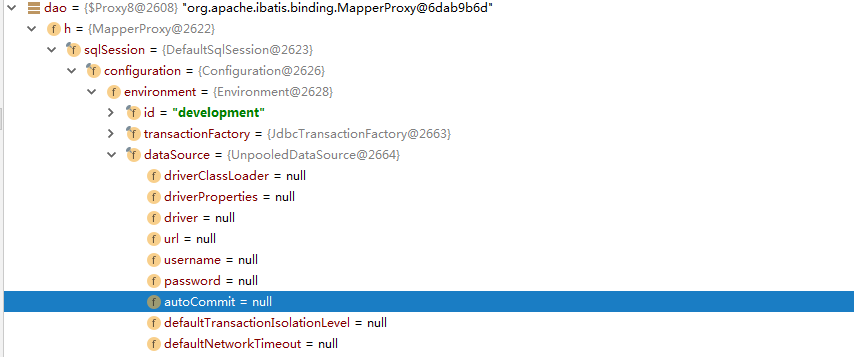 dao = {$Proxy8@2608} "org.apache.ibatis.binding.MapperProxy@6dab9b6d"
f h = {MapperProxy@2622}
f sqlSession = {DefaultSqlSession@2623}
f configuration = {Configuration@2626}
f environment = {Environment@2628}
f id = "development"
f transactionFactory = {JdbcTransactionFactory@2663}
f dataSource = {UnpooledDataSource@2664}
f driverClassLoader = null
f driverProperties = null
f driver = null
f url = null
f username = null
f password = null
f autoCommit = null
f defaultTransactionIsolationLevel = null
f defaultNetworkTimeout = null